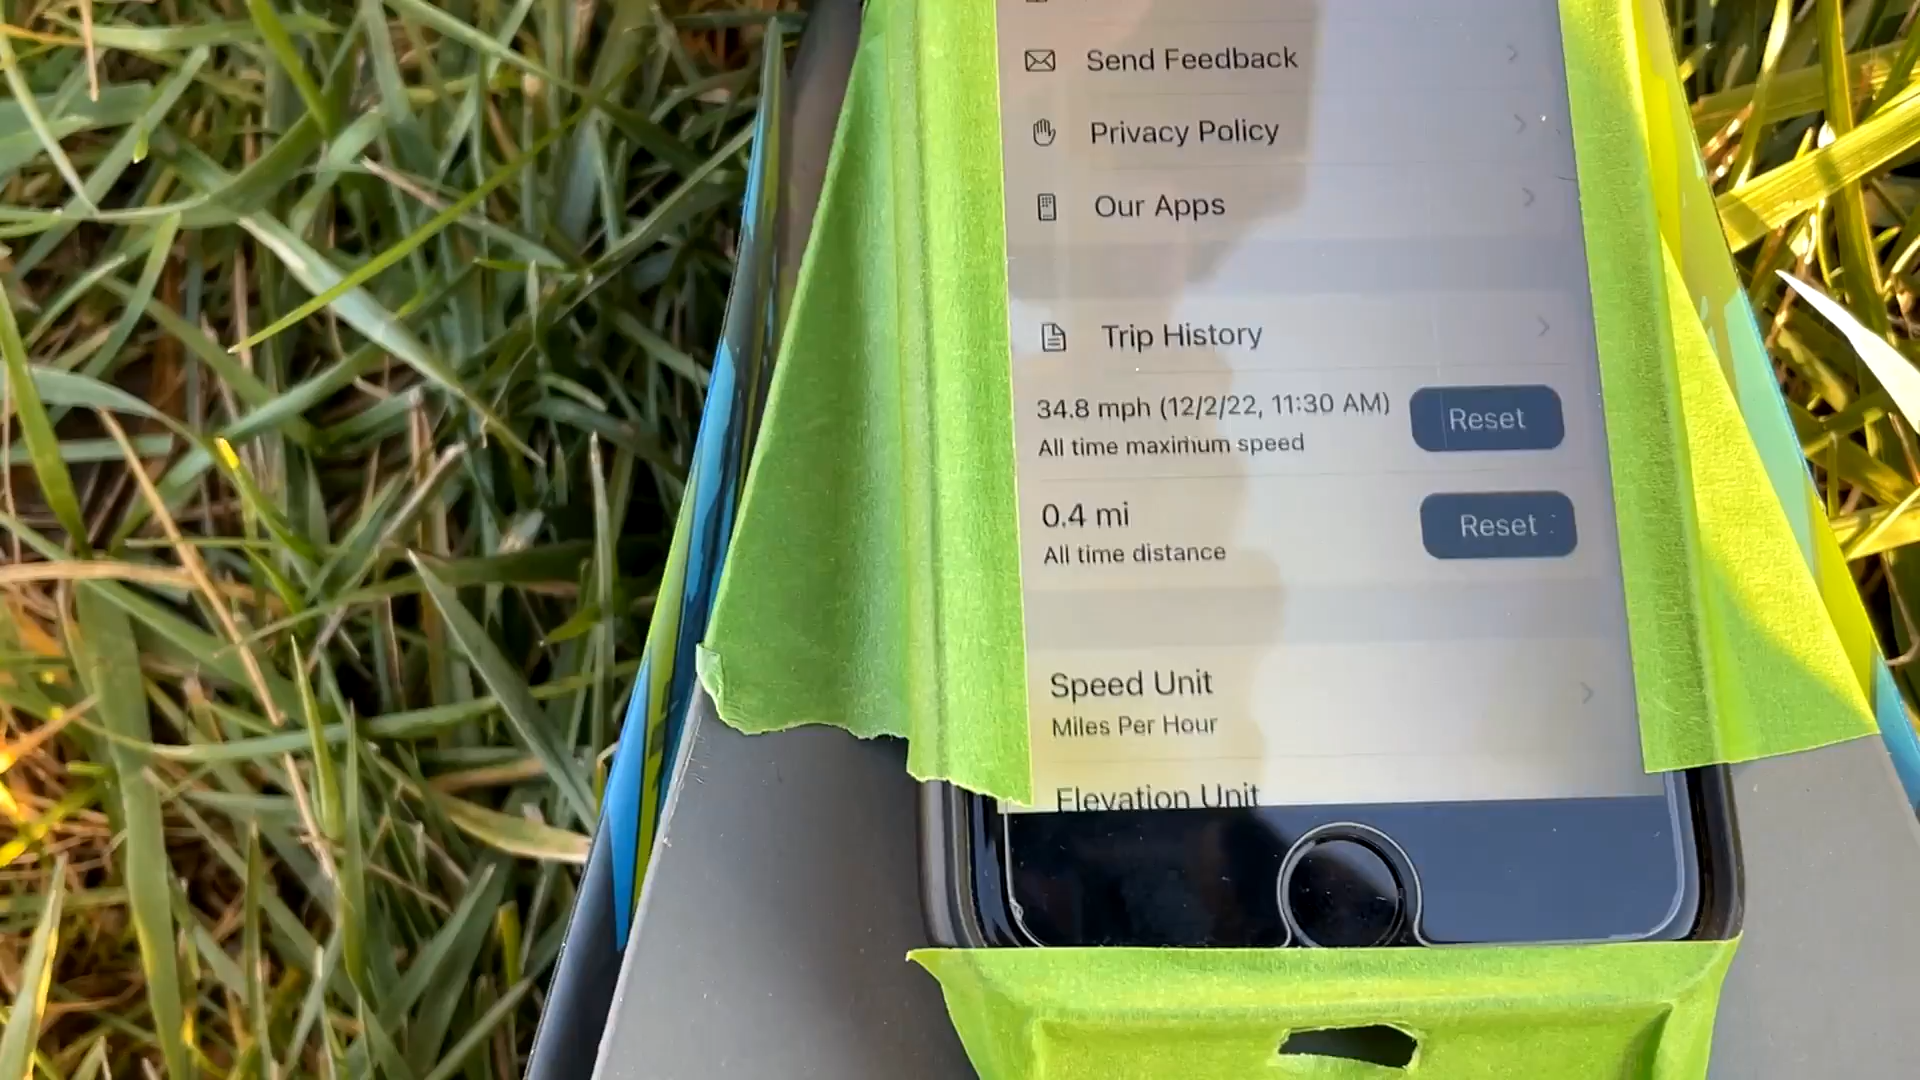 Send Feedback
Privacy Policy
Our Apps
Trip History
34.8 mph (12/2/22, 11:30 AM)
All time maximum speed
Reset
0.4 mi
All time distance
Reset
Speed Unit
Miles Per Hour
Elevation Unit